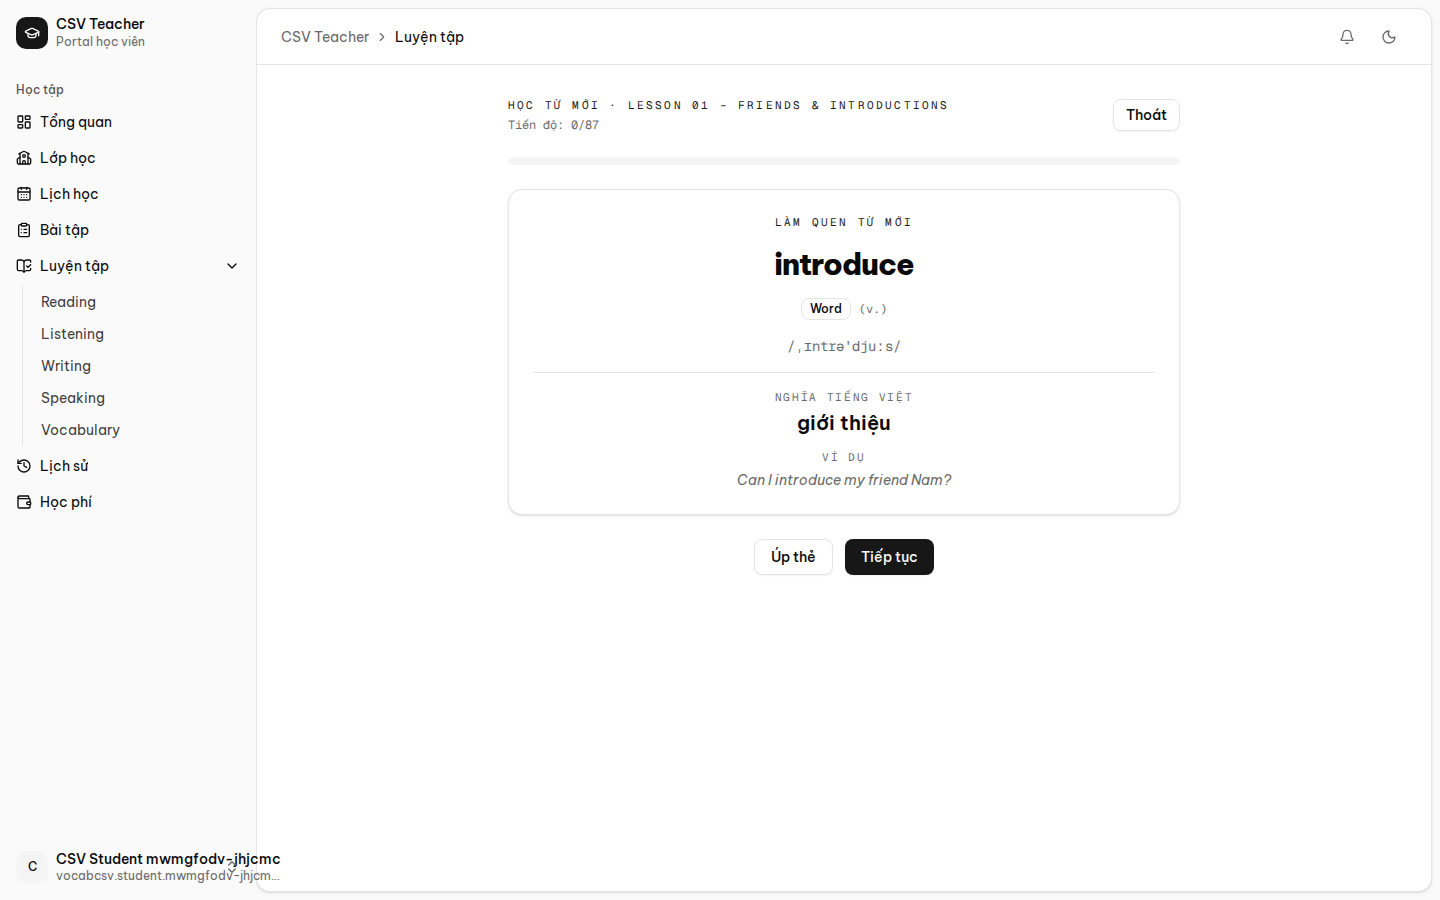 CSV Teacher
Portal học viên
Học tập
Tổng quan
Lớp học
Lịch học
Bài tập
Luyện tập
Reading
Listening
Writing
Speaking
Vocabulary
Lịch sử
Học phí
C
CSV Student mwmgfodv-jhjcmc
vocabcsv.student.mwmgfodv-jhjcm...
CSV Teacher > Luyện tập
HỌC TỪ MỚI · LESSON 01 – FRIENDS & INTRODUCTIONS
Tiến độ: 0/87
Thoát
LÀM QUEN TỪ MỚI
introduce
Word (v.)
/ˌɪntrəˈdjuːs/
NGHĨA TIẾNG VIỆT
giới thiệu
VÍ DỤ
Can I introduce my friend Nam?
Úp thẻ
Tiếp tục